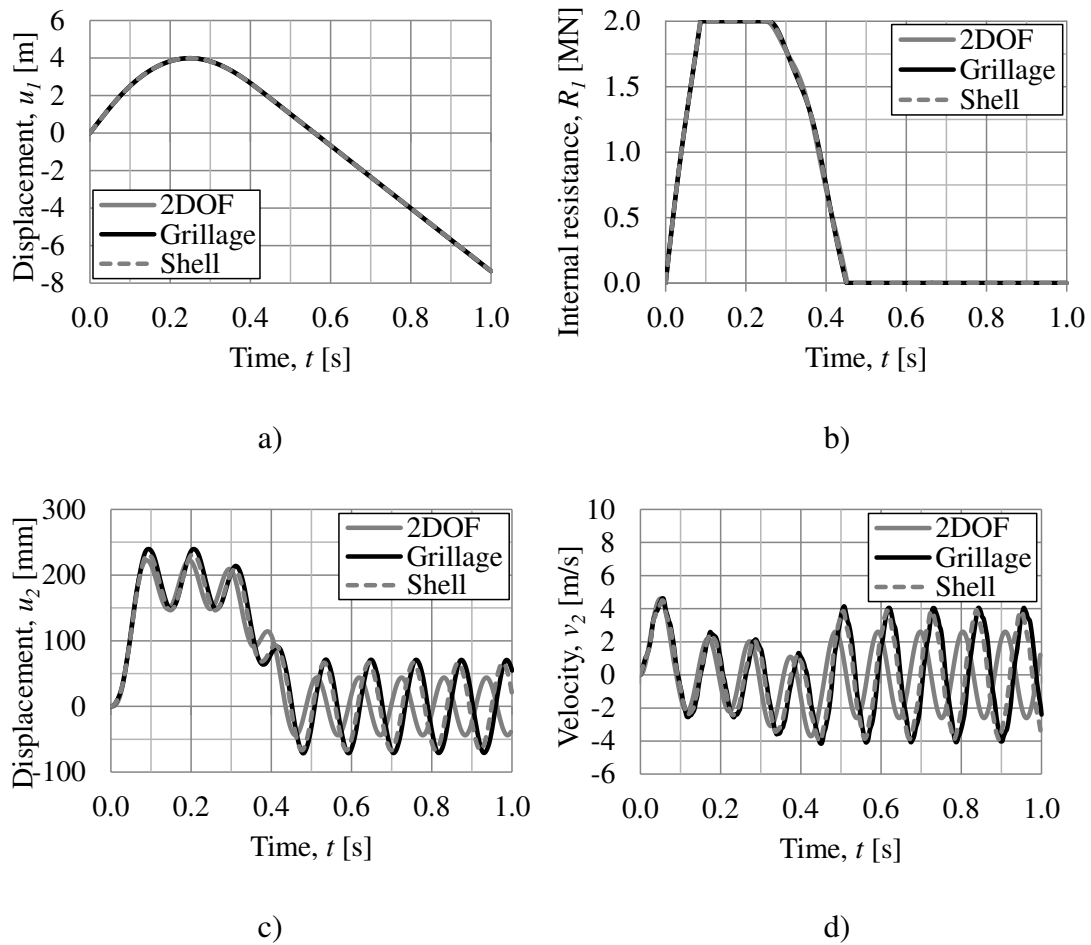 Displacement, u1 [m]
6
4
2
0
-2
-4
-6
-8
2DOF
Grillage
Shell
0.0 0.2 0.4 0.6 0.8 1.0
Time, t [s]
a)
Internal resistance, R1 [MN]
2.0
1.5
1.0
0.5
0.0
2DOF
Grillage
Shell
0.0 0.2 0.4 0.6 0.8 1.0
Time, t [s]
b)
Displacement, u2 [mm]
300
200
100
0
-100
2DOF
Grillage
Shell
0.0 0.2 0.4 0.6 0.8 1.0
Time, t [s]
c)
Velocity, v2 [m/s]
10
8
6
4
2
0
-2
-4
-6
2DOF
Grillage
Shell
0.0 0.2 0.4 0.6 0.8 1.0
Time, t [s]
d)